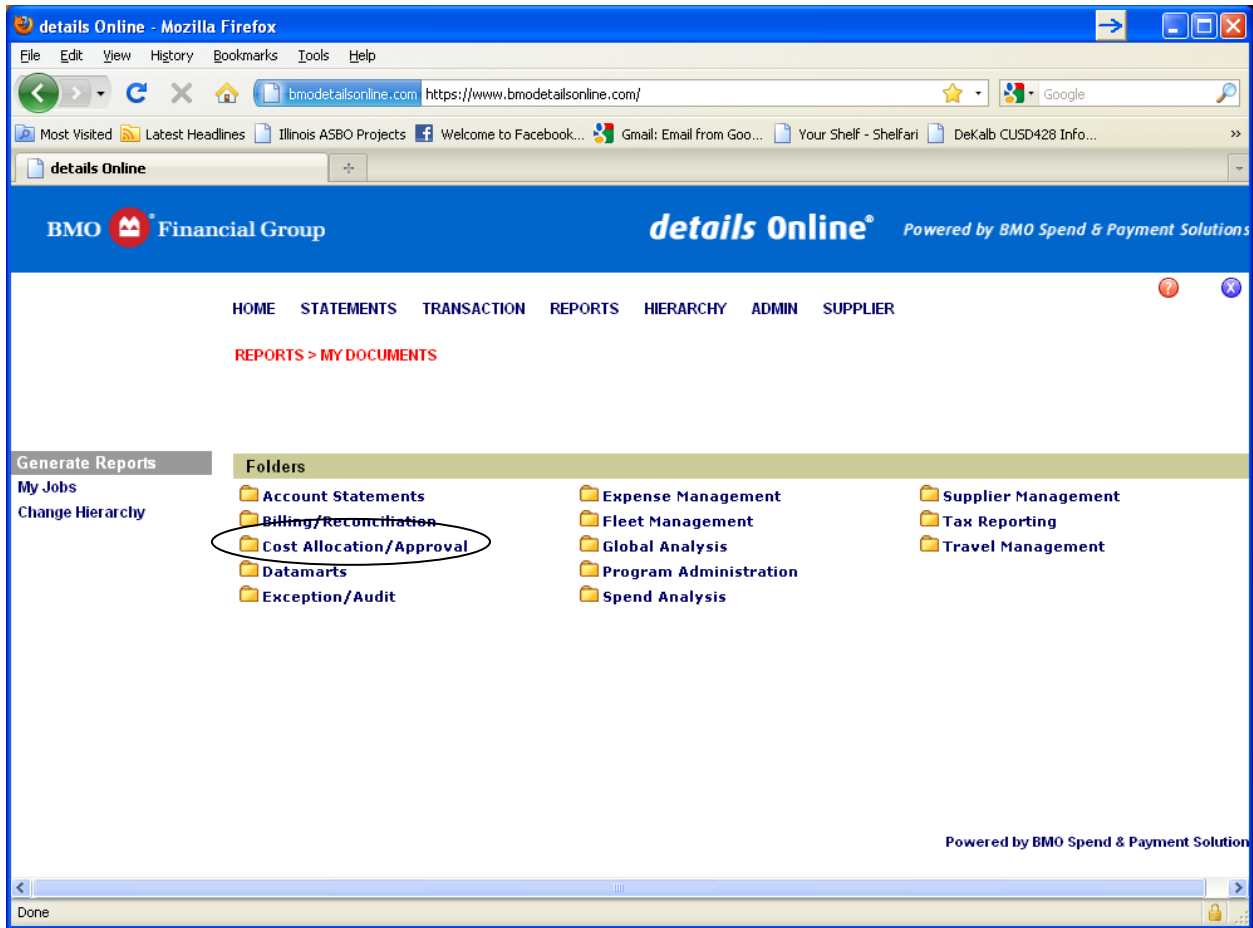 details Online - Mozilla Firefox
File Edit View History Bookmarks Tools Help
bmodetailsonline.com https://www.bmodetailsonline.com/ Google
Most Visited Latest Headlines Illinois ASBO Projects Welcome to Facebook... Gmail: Email from Goo... Your Shelf - Shelfari DeKalb CUSD428 Info... »
details Online
BMO Financial Group details Online® Powered by BMO Spend & Payment Solutions
HOME STATEMENTS TRANSACTION REPORTS HIERARCHY ADMIN SUPPLIER
REPORTS > MY DOCUMENTS
Generate Reports Folders
My Jobs Account Statements Expense Management Supplier Management
Change Hierarchy Billing/Reconciliation Fleet Management Tax Reporting
Cost Allocation/Approval Global Analysis Travel Management
Datamarts Program Administration
Exception/Audit Spend Analysis
Powered by BMO Spend & Payment Solution
Done